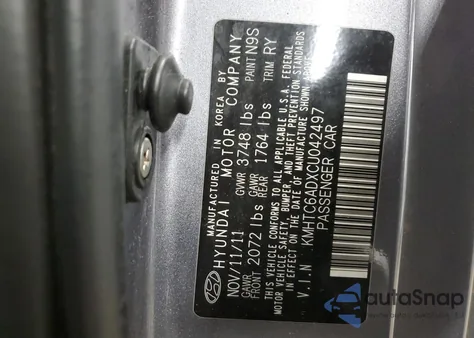 MANUFACTURED IN KOREA BY
HYUNDAI MOTOR COMPANY
NOV/11/11 GVWR 3748 lbs PAINT N9S
GAWR FRONT 2072 lbs GAWR REAR 1764 lbs TRIM RY
THIS VEHICLE CONFORMS TO ALL APPLICABLE U.S.A. FEDERAL
MOTOR VEHICLE SAFETY, BUMPER, AND THEFT PREVENTION STANDARDS
IN EFFECT ON THE DATE OF MANUFACTURE SHOWN ABOVE.
V.I.N KMHTC6ADXCU042497
PASSENGER CAR
autoSnap